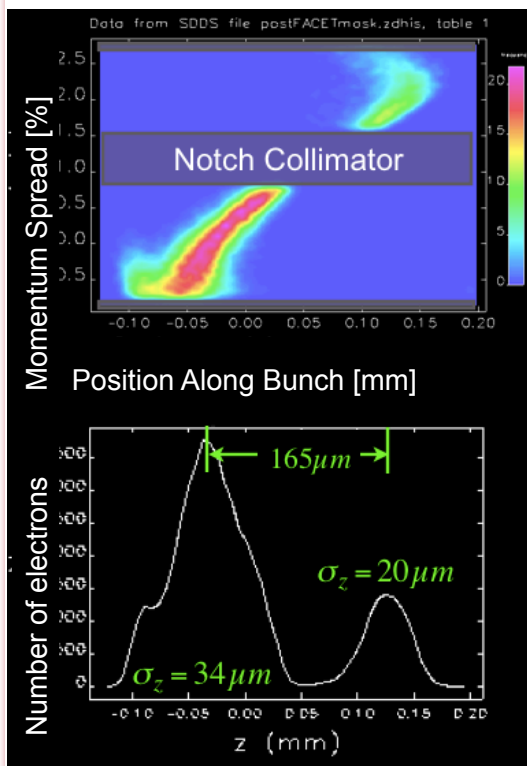 Data from SDDS file postFACETmask.zdhis, table 1
Momentum Spread [%]
2.5
2.0
1.5
1.0
0.5
0.0
0.5
Notch Collimator
20
15
10
5
0
-0.10 -0.05 0.00 0.05 0.10 0.15 0.20
Position Along Bunch [mm]
Number of electrons
165μm
σz = 20μm
σz = 34μm
0
-0.10 -0.05 0.00 0.05 0.10 0.15 0.20
z (mm)